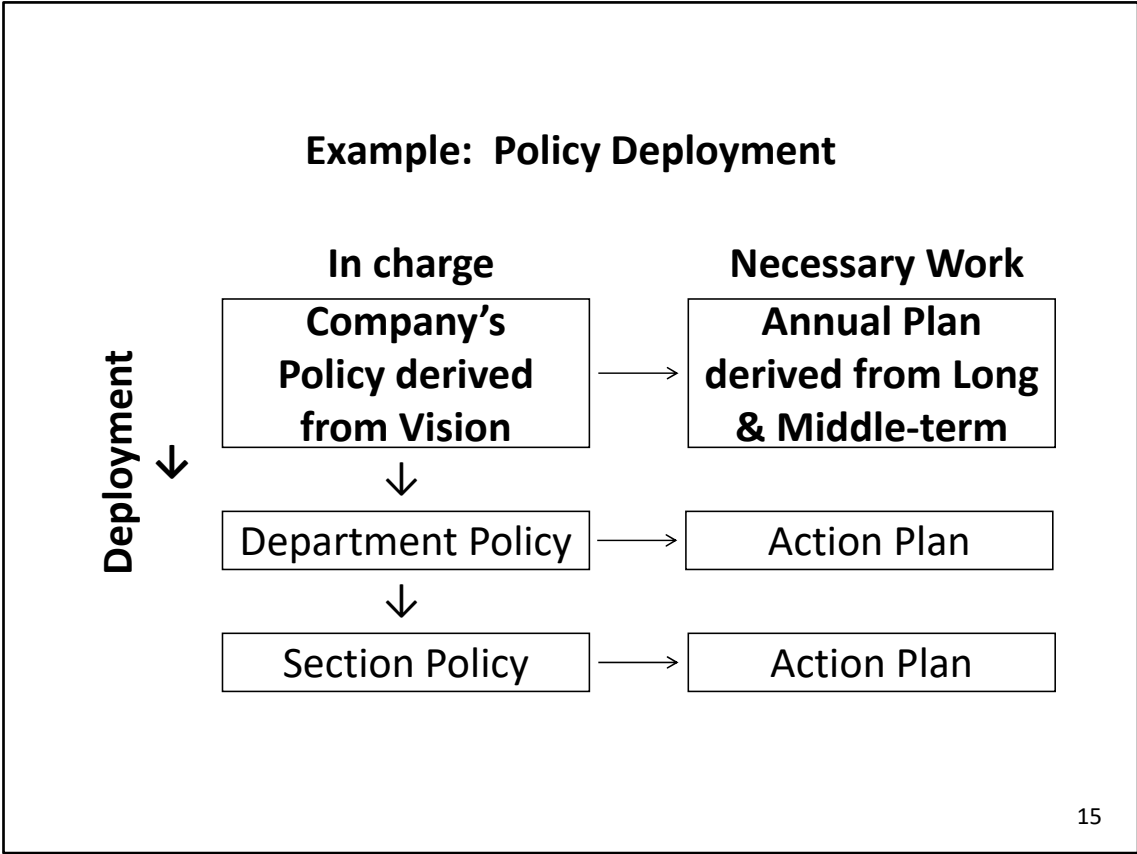 Example: Policy Deployment
In charge
Necessary Work
Company's
Policy derived
from Vision
Annual Plan
derived from Long
& Middle-term
Deployment
↓
↓
Department Policy
Action Plan
↓
Section Policy
Action Plan
15